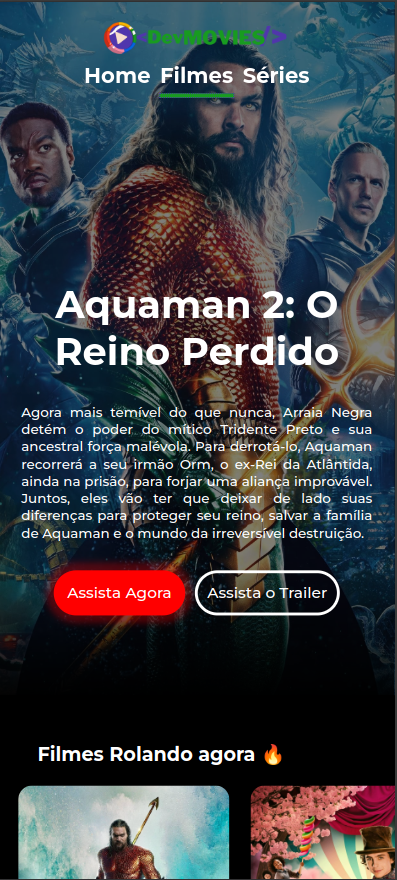 <DevMOVIES/>
Home Filmes Séries
Aquaman 2: O
Reino Perdido
Agora mais temível do que nunca, Arraia Negra
detém o poder do mítico Tridente Preto e sua
ancestral força malévola. Para derrotá-lo, Aquaman
recorrerá a seu irmão Orm, o ex-Rei da Atlântida,
ainda na prisão, para forjar uma aliança improvável.
Juntos, eles vão ter que deixar de lado suas
diferenças para proteger seu reino, salvar a família
de Aquaman e o mundo da irreversível destruição.
Assista Agora Assista o Trailer
Filmes Rolando agora 🔥